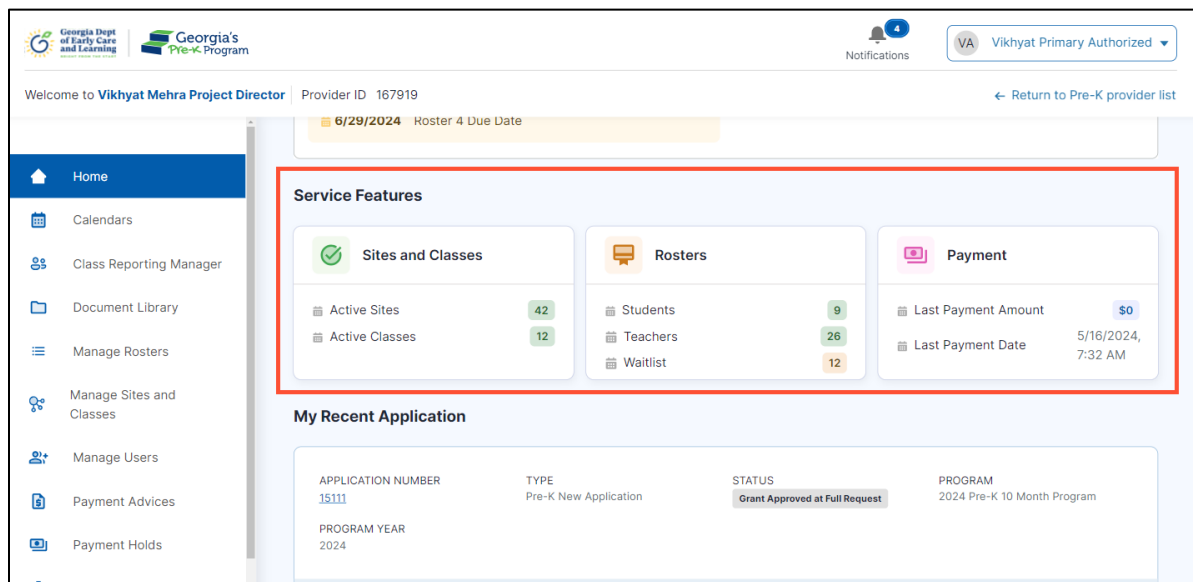 Georgia Dept
of Early Care
and Learning
Georgia's
Pre-K Program
4
Notifications
VA Vikhyat Primary Authorized
Welcome to Vikhyat Mehra Project Director Provider ID 167919
← Return to Pre-K provider list
6/29/2024 Roster 4 Due Date
Home
Calendars
Class Reporting Manager
Document Library
Manage Rosters
Manage Sites and
Classes
Manage Users
Payment Advices
Payment Holds
Service Features
Sites and Classes
Active Sites 42
Active Classes 12
Rosters
Students 9
Teachers 26
Waitlist 12
Payment
Last Payment Amount $0
Last Payment Date 5/16/2024,
7:32 AM
My Recent Application
APPLICATION NUMBER
15111
TYPE
Pre-K New Application
STATUS
Grant Approved at Full Request
PROGRAM
2024 Pre-K 10 Month Program
PROGRAM YEAR
2024